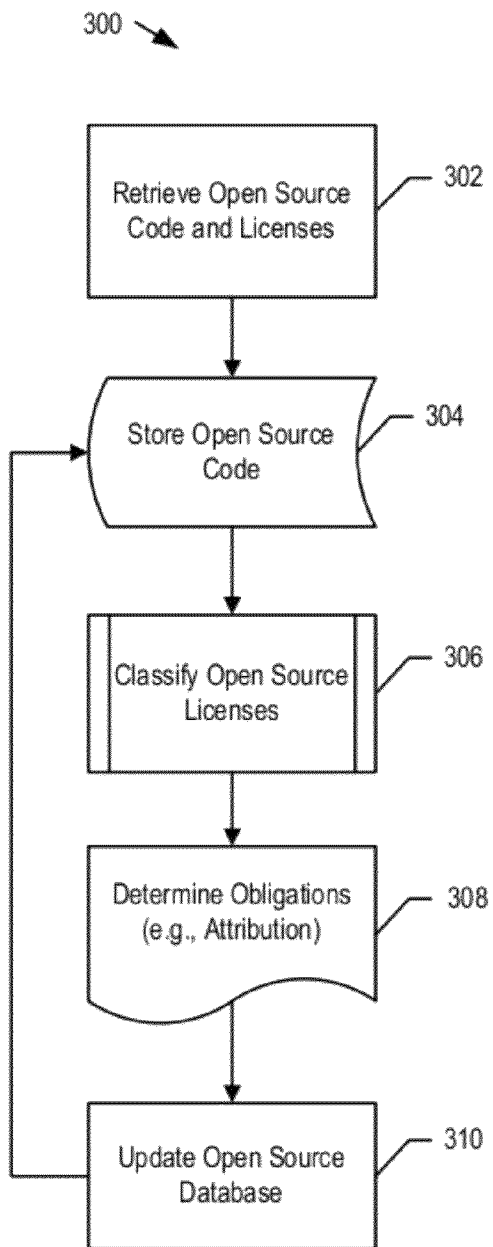 300
Retrieve Open Source
Code and Licenses
302
Store Open Source
Code
304
Classify Open Source
Licenses
306
Determine Obligations
(e.g., Attribution)
308
Update Open Source
Database
310